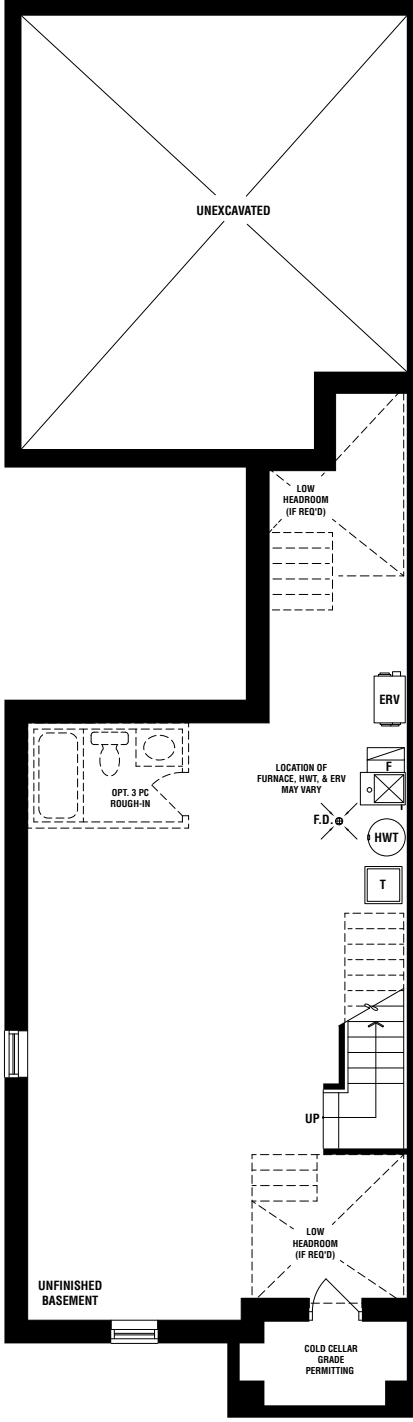 UNEXCAVATED
LOW
HEADROOM
(IF REQ'D)
ERV
OPT. 3 PC
ROUGH-IN
LOCATION OF
FURNACE, HWT, & ERV
MAY VARY
F
F.D.
HWT
T
UP
LOW
HEADROOM
(IF REQ'D)
UNFINISHED
BASEMENT
COLD CELLAR
GRADE
PERMITTING